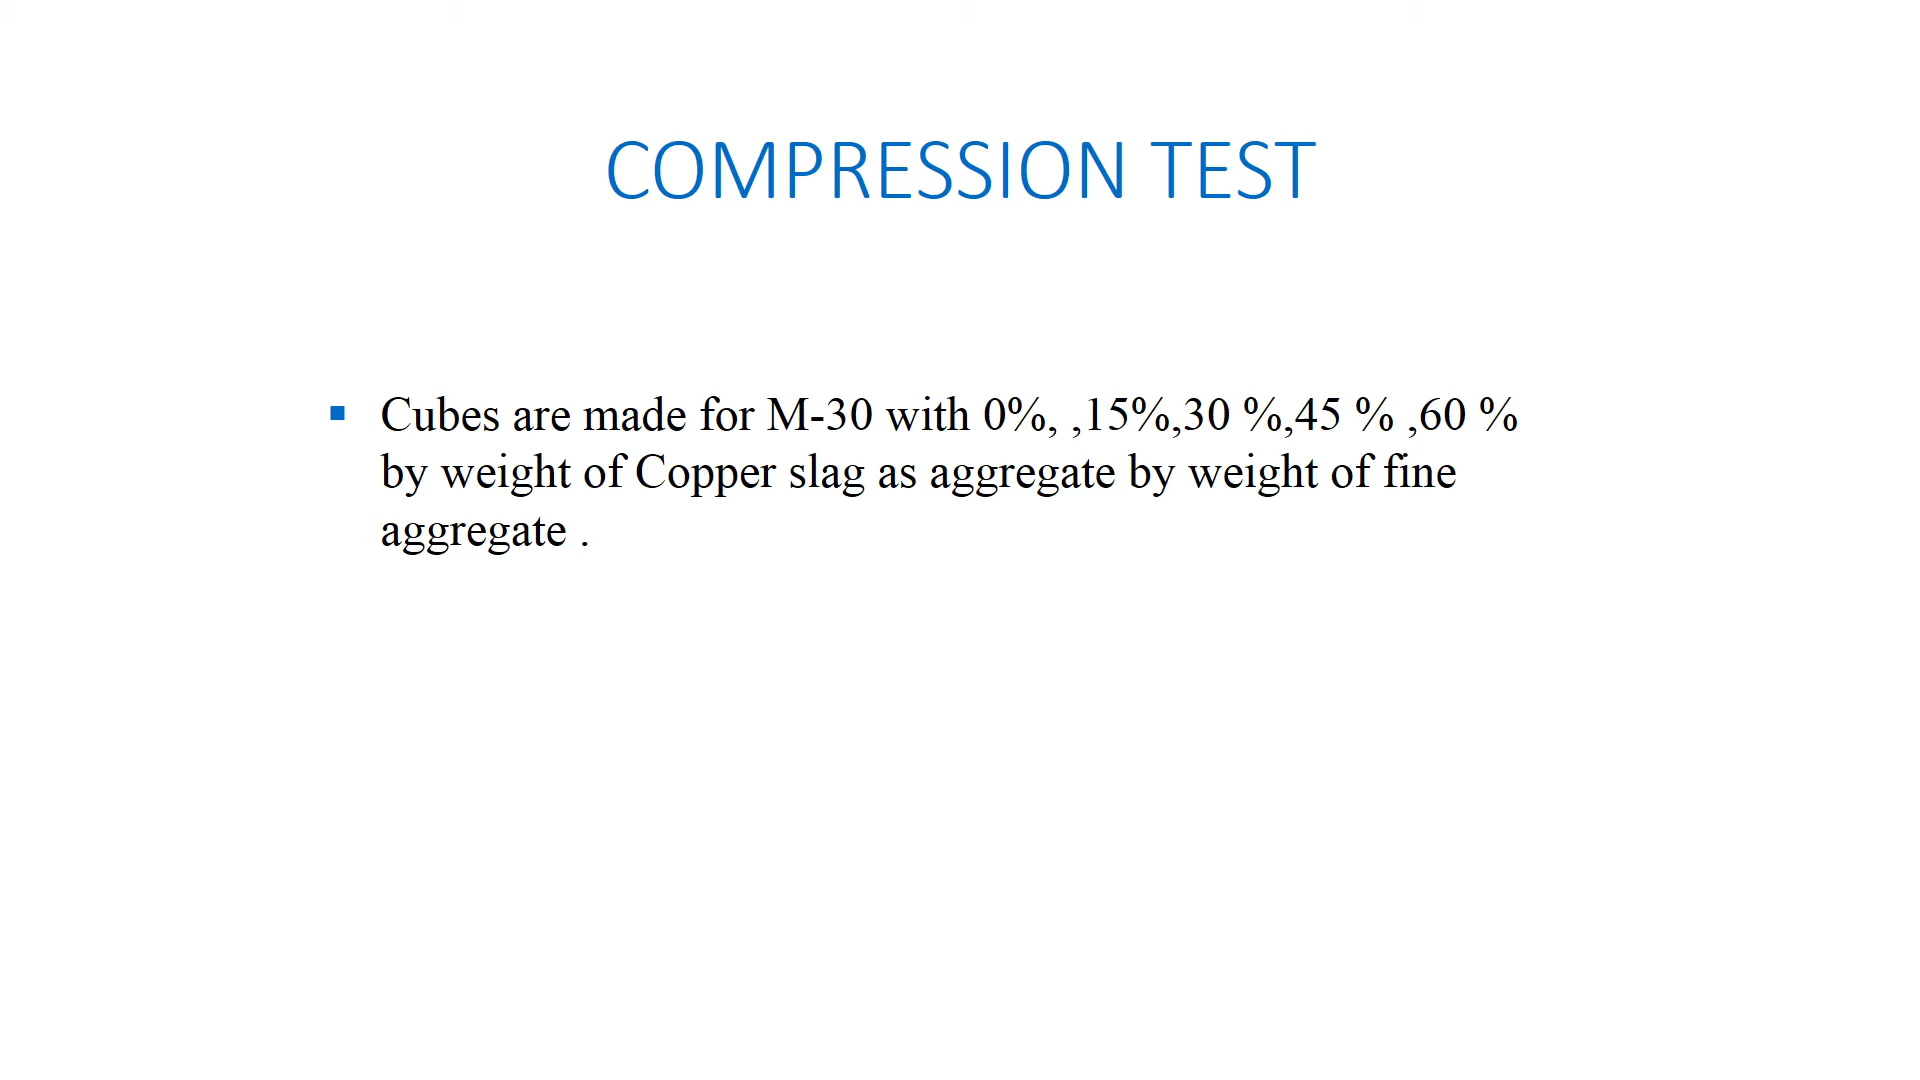 COMPRESSION TEST
▪ Cubes are made for M-30 with 0%, ,15%,30 %,45 % ,60 %
by weight of Copper slag as aggregate by weight of fine
aggregate .